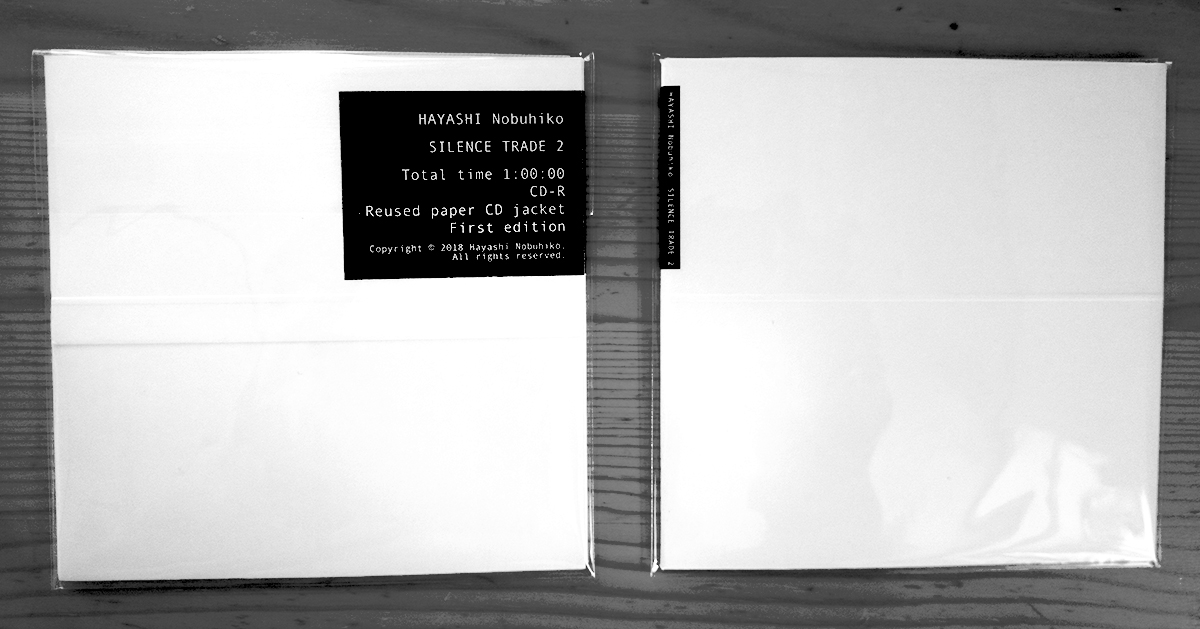 HAYASHI Nobuhiko
SILENCE TRADE 2
Total time 1:00:00
CD-R
Reused paper CD jacket
First edition
Copyright © 2018 Hayashi Nobuhiko.
All rights reserved.
HAYASHI Nobuhiko SILENCE TRADE 2